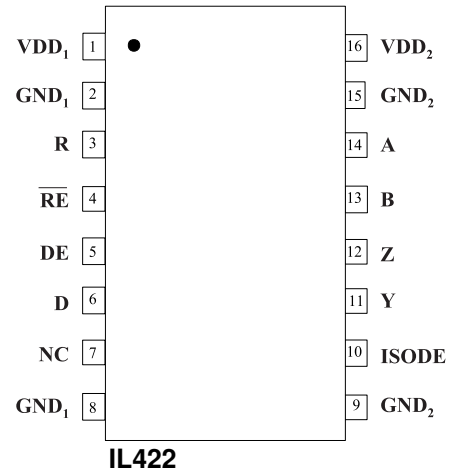 VDD₁ 1 16 VDD₂
GND₁ 2 15 GND₂
R 3 14 A
R̅E̅ 4 13 B
DE 5 12 Z
D 6 11 Y
NC 7 10 ISODE
GND₁ 8 9 GND₂
IL422